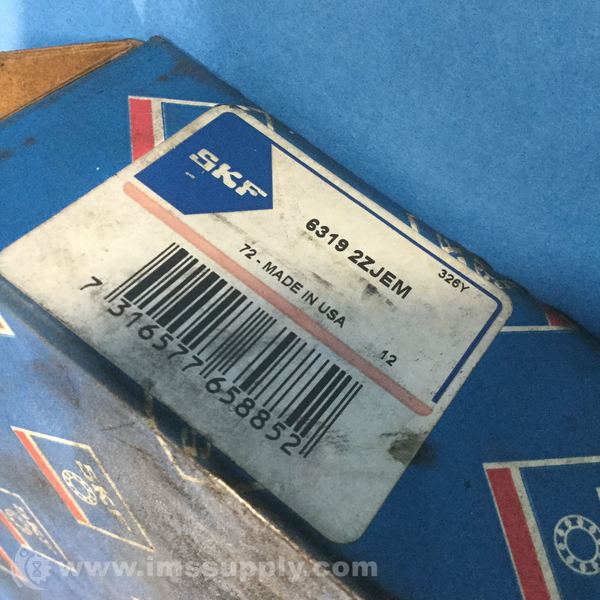 SKF
6319 2ZJEM
326Y
72 - MADE IN USA
12
7 316577 658852
www.imssupply.com